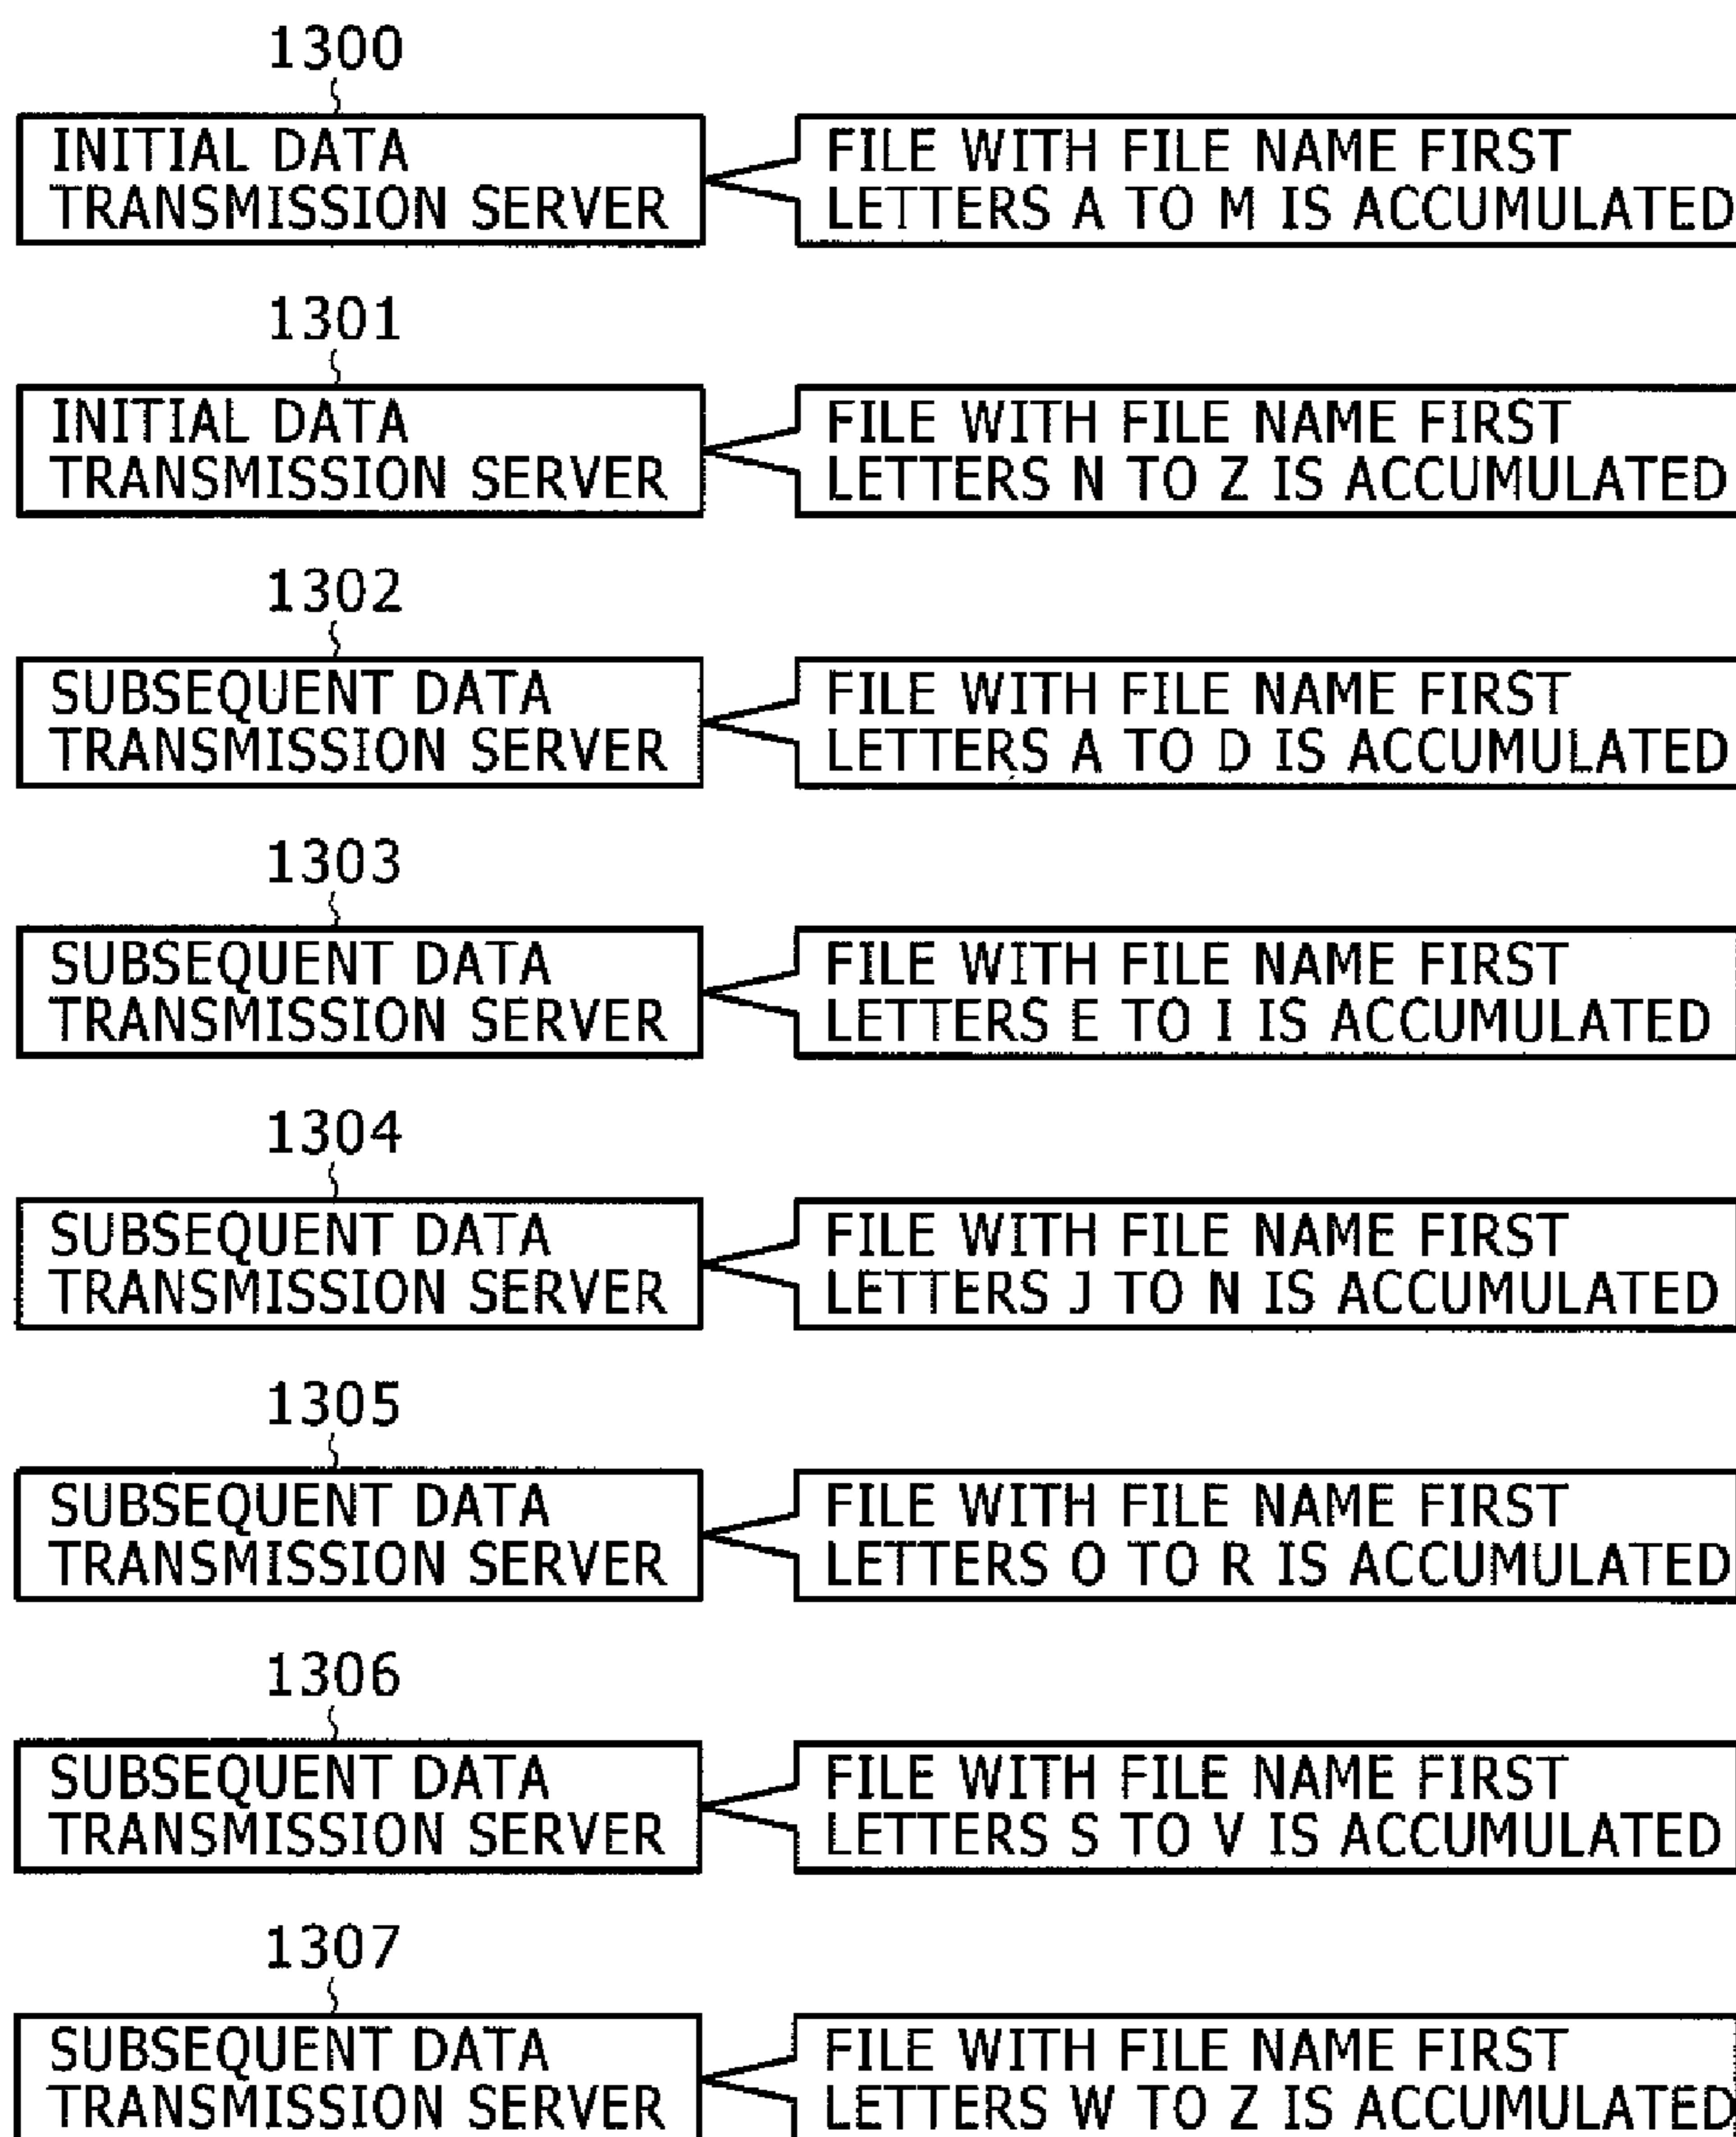 1300
INITIAL DATA
TRANSMISSION SERVER
FILE WITH FILE NAME FIRST
LETTERS A TO M IS ACCUMULATED
1301
INITIAL DATA
TRANSMISSION SERVER
FILE WITH FILE NAME FIRST
LETTERS N TO Z IS ACCUMULATED
1302
SUBSEQUENT DATA
TRANSMISSION SERVER
FILE WITH FILE NAME FIRST
LETTERS A TO D IS ACCUMULATED
1303
SUBSEQUENT DATA
TRANSMISSION SERVER
FILE WITH FILE NAME FIRST
LETTERS E TO I IS ACCUMULATED
1304
SUBSEQUENT DATA
TRANSMISSION SERVER
FILE WITH FILE NAME FIRST
LETTERS J TO N IS ACCUMULATED
1305
SUBSEQUENT DATA
TRANSMISSION SERVER
FILE WITH FILE NAME FIRST
LETTERS O TO R IS ACCUMULATED
1306
SUBSEQUENT DATA
TRANSMISSION SERVER
FILE WITH FILE NAME FIRST
LETTERS S TO V IS ACCUMULATED
1307
SUBSEQUENT DATA
TRANSMISSION SERVER
FILE WITH FILE NAME FIRST
LETTERS W TO Z IS ACCUMULATED